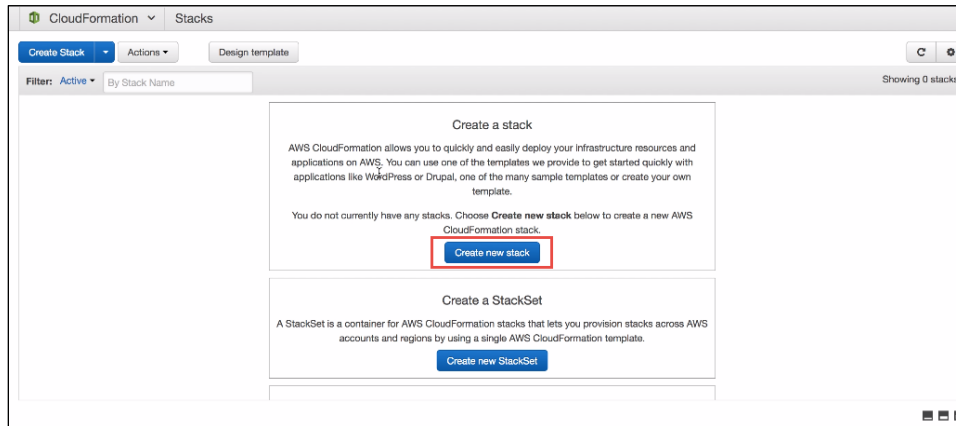 CloudFormation Stacks
Create Stack Actions Design template
Filter: Active By Stack Name Showing 0 stacks
Create a stack
AWS CloudFormation allows you to quickly and easily deploy your infrastructure resources and
applications on AWS. You can use one of the templates we provide to get started quickly with
applications like WordPress or Drupal, one of the many sample templates or create your own
template.
You do not currently have any stacks. Choose Create new stack below to create a new AWS
CloudFormation stack.
Create new stack
Create a StackSet
A StackSet is a container for AWS CloudFormation stacks that lets you provision stacks across AWS
accounts and regions by using a single AWS CloudFormation template.
Create new StackSet